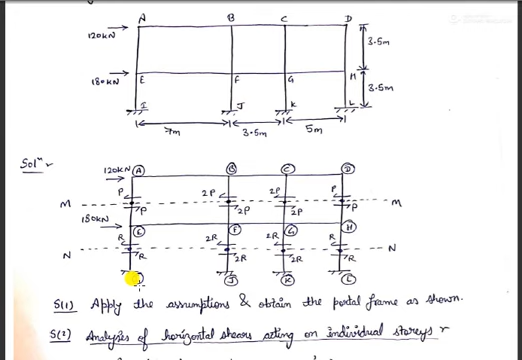 A B C D
120KN
3.5m
180KN
E F G H
3.5m
I J K L
7m 3.5m 5m
Solⁿ
120KN A B C D
P 2P 2P P
M M
P 2P 2P P
180KN E F G H
R 2R 2R R
N N
R 2R 2R R
J K L
S(1) Apply the assumptions & obtain the portal frame as shown.
S(2) Analysis of horizontal shears acting on individual storeys